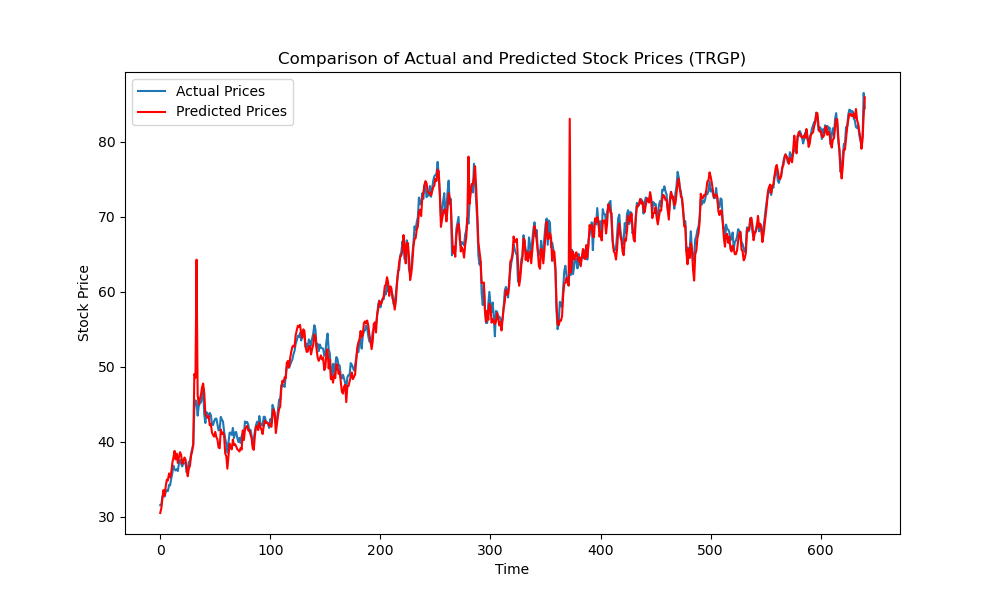 Comparison of Actual and Predicted Stock Prices (TRGP)
Actual Prices
Predicted Prices
Stock Price
80
70
60
50
40
30
0 100 200 300 400 500 600
Time